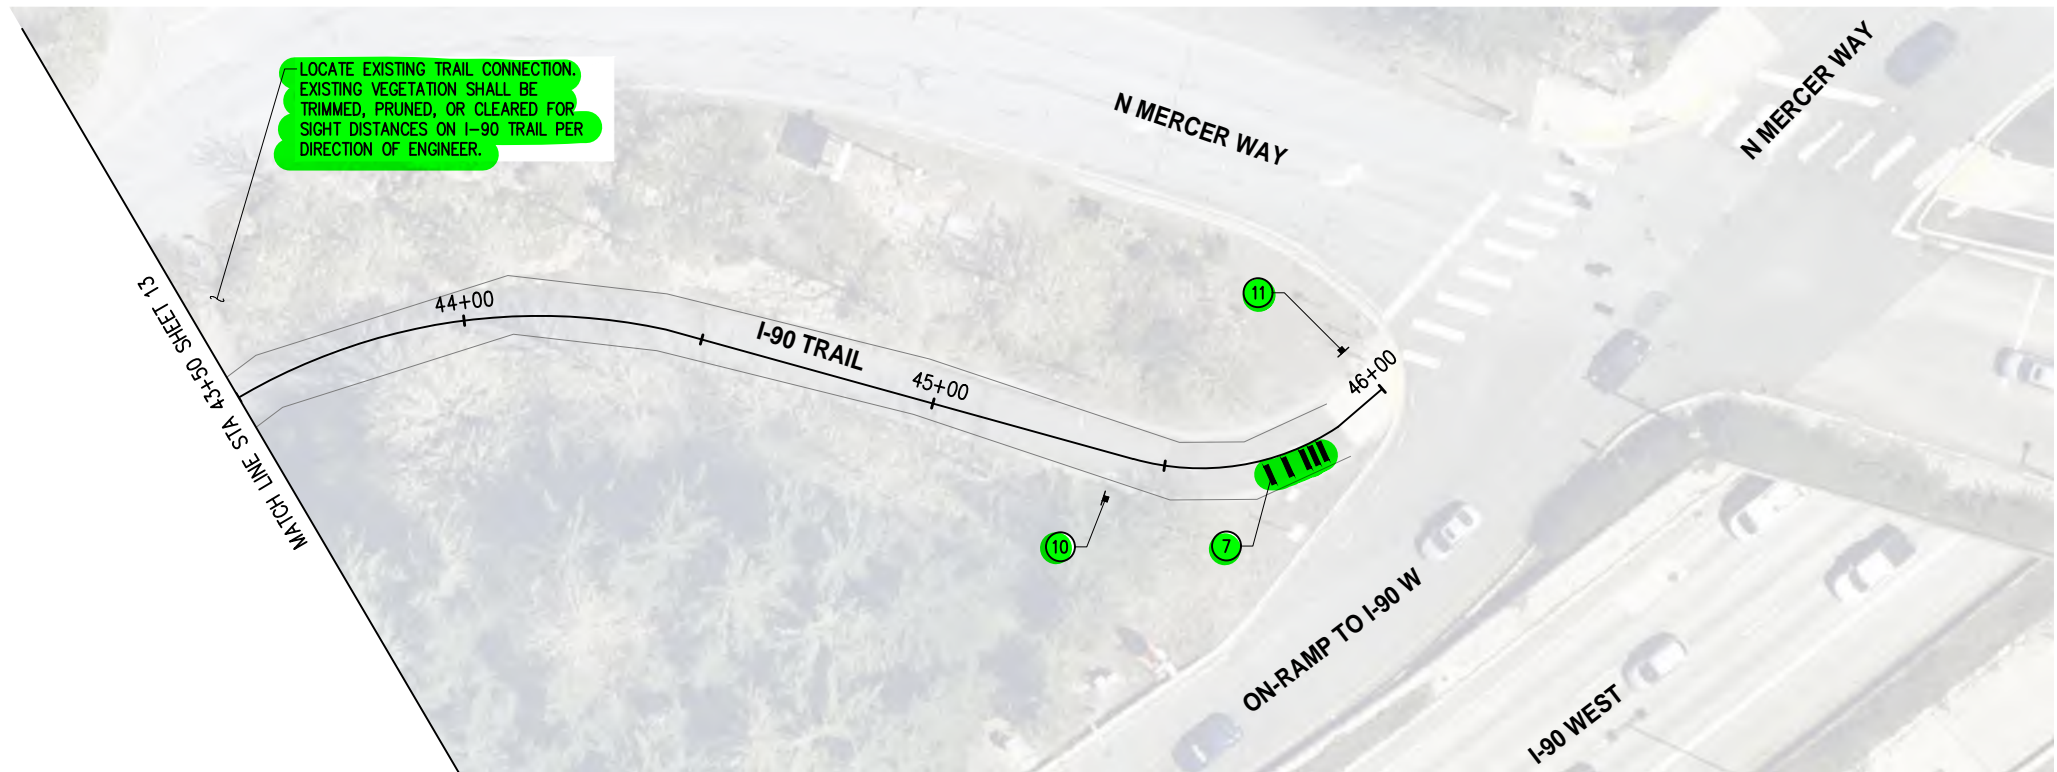 LOCATE EXISTING TRAIL CONNECTION.
EXISTING VEGETATION SHALL BE
TRIMMED, PRUNED, OR CLEARED FOR
SIGHT DISTANCES ON I-90 TRAIL PER
DIRECTION OF ENGINEER.
N MERCER WAY
N MERCER WAY
MATCH LINE STA 43+50 SHEET 13
44+00
I-90 TRAIL
45+00
46+00
11
10
7
ON-RAMP TO I-90 W
I-90 WEST